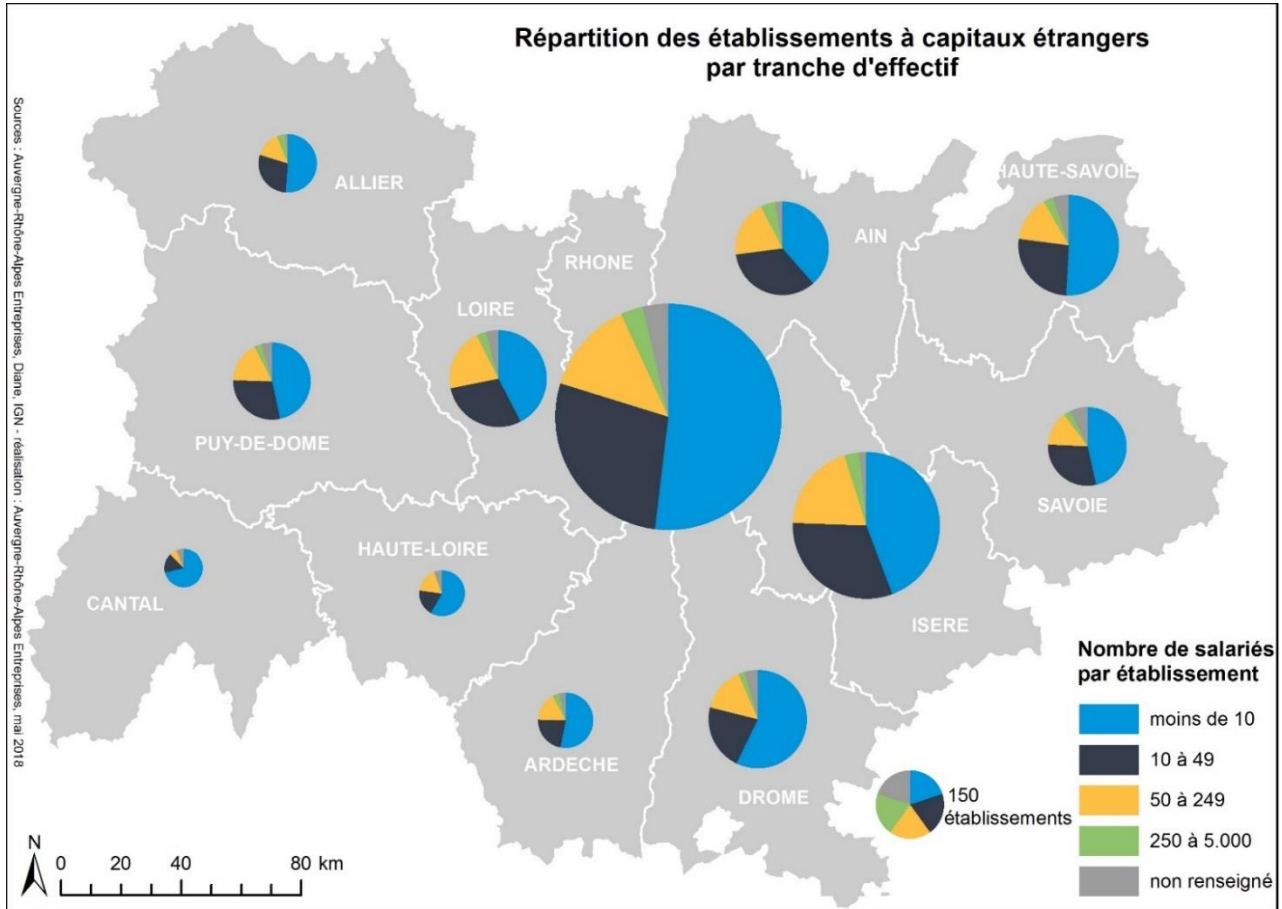 Répartition des établissements à capitaux étrangers
par tranche d'effectif
Sources : Auvergne-Rhône-Alpes Entreprises, Diane, IGN - réalisation : Auvergne-Rhône-Alpes Entreprises, mai 2018
ALLIER
HAUTE-SAVOIE
AIN
RHONE
LOIRE
PUY-DE-DOME
SAVOIE
HAUTE-LOIRE
CANTAL
ISERE
ARDECHE
DROME
150
établissements
Nombre de salariés
par établissement
moins de 10
10 à 49
50 à 249
250 à 5.000
non renseigné
N
0 20 40 80 km